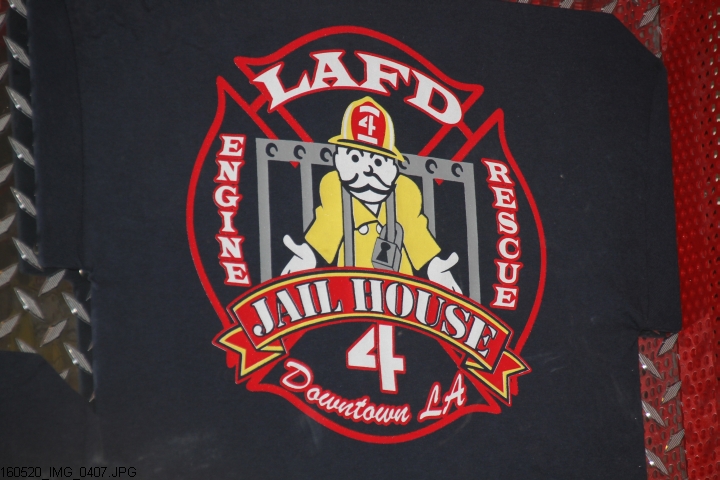 LAFD
ENGINE
RESCUE
4
JAIL HOUSE
4
Downtown LA
160520_IMG_0407.JPG